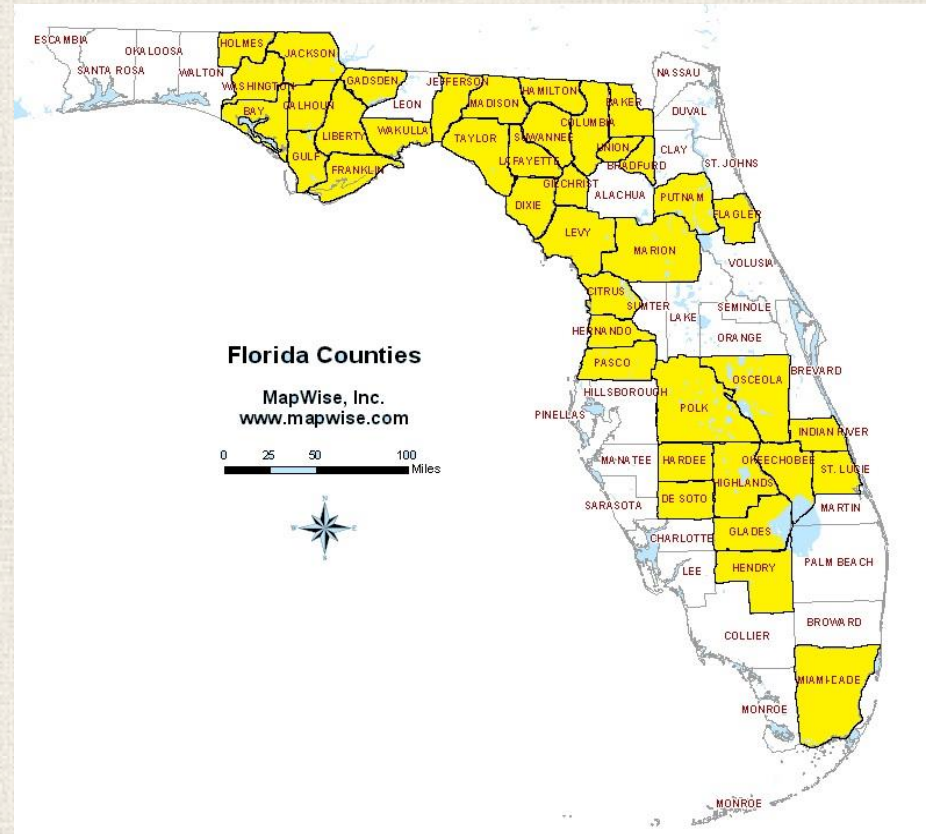 ESCAMBIA
OKALOOSA
SANTA ROSA
WALTON
HOLMES
JACKSON
WASHINGTON
GADSDEN
LEON
BAY
CALHOUN
LIBERTY
WAKULLA
GULF
FRANKLIN
JEFFERSON
MADISON
HAMILTON
TAYLOR
SUWANNEE
COLUMBIA
BAKER
NASSAU
DUVAL
LAFAYETTE
UNION
BRADFORD
CLAY
ST. JOHNS
GILCHRIST
DIXIE
ALACHUA
PUTNAM
FLAGLER
LEVY
MARION
VOLUSIA
CITRUS
SUMTER
LAKE
SEMINOLE
HERNANDO
ORANGE
PASCO
OSCEOLA
BREVARD
HILLSBOROUGH
POLK
PINELLAS
INDIAN RIVER
MANATEE
HARDEE
OKEECHOBEE
ST. LUCIE
HIGHLANDS
SARASOTA
DE SOTO
MARTIN
GLADES
CHARLOTTE
LEE
HENDRY
PALM BEACH
COLLIER
BROWARD
MIAMI-DADE
MONROE
MONROE
Florida Counties
MapWise, Inc.
www.mapwise.com
0 25 50 100
Miles
N
W E
S